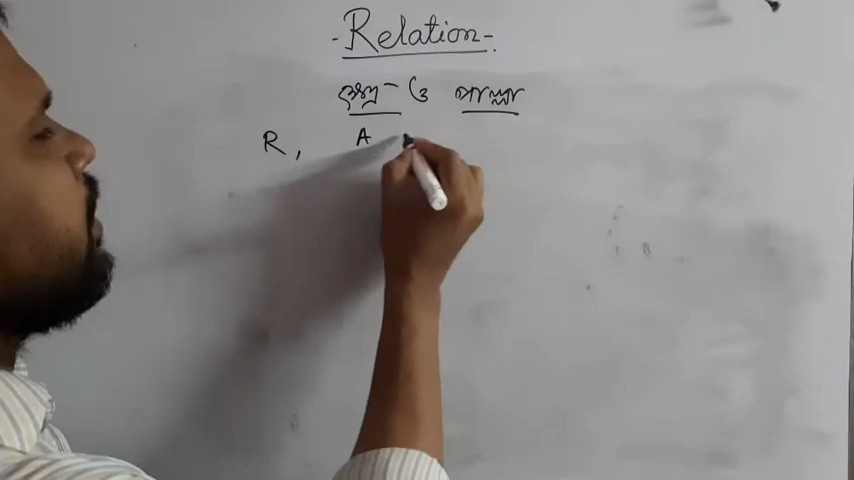 - Relation -
ক্ষেত্র ও পাল্লা
R, A